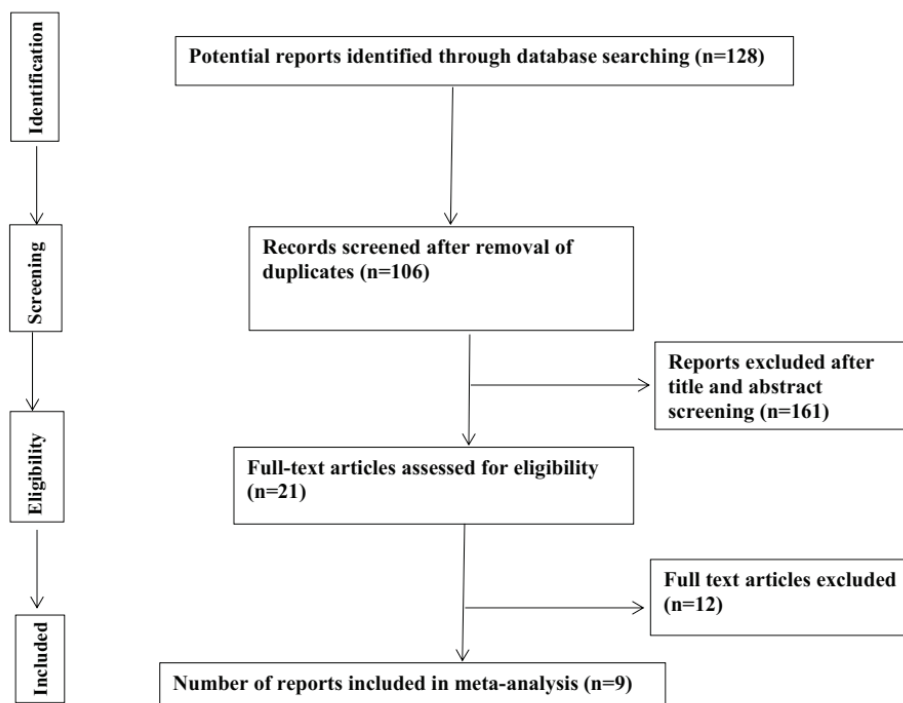 Identification
Potential reports identified through database searching (n=128)
Screening
Records screened after removal of
duplicates (n=106)
Reports excluded after
title and abstract
screening (n=161)
Eligibility
Full-text articles assessed for eligibility
(n=21)
Full text articles excluded
(n=12)
Included
Number of reports included in meta-analysis (n=9)